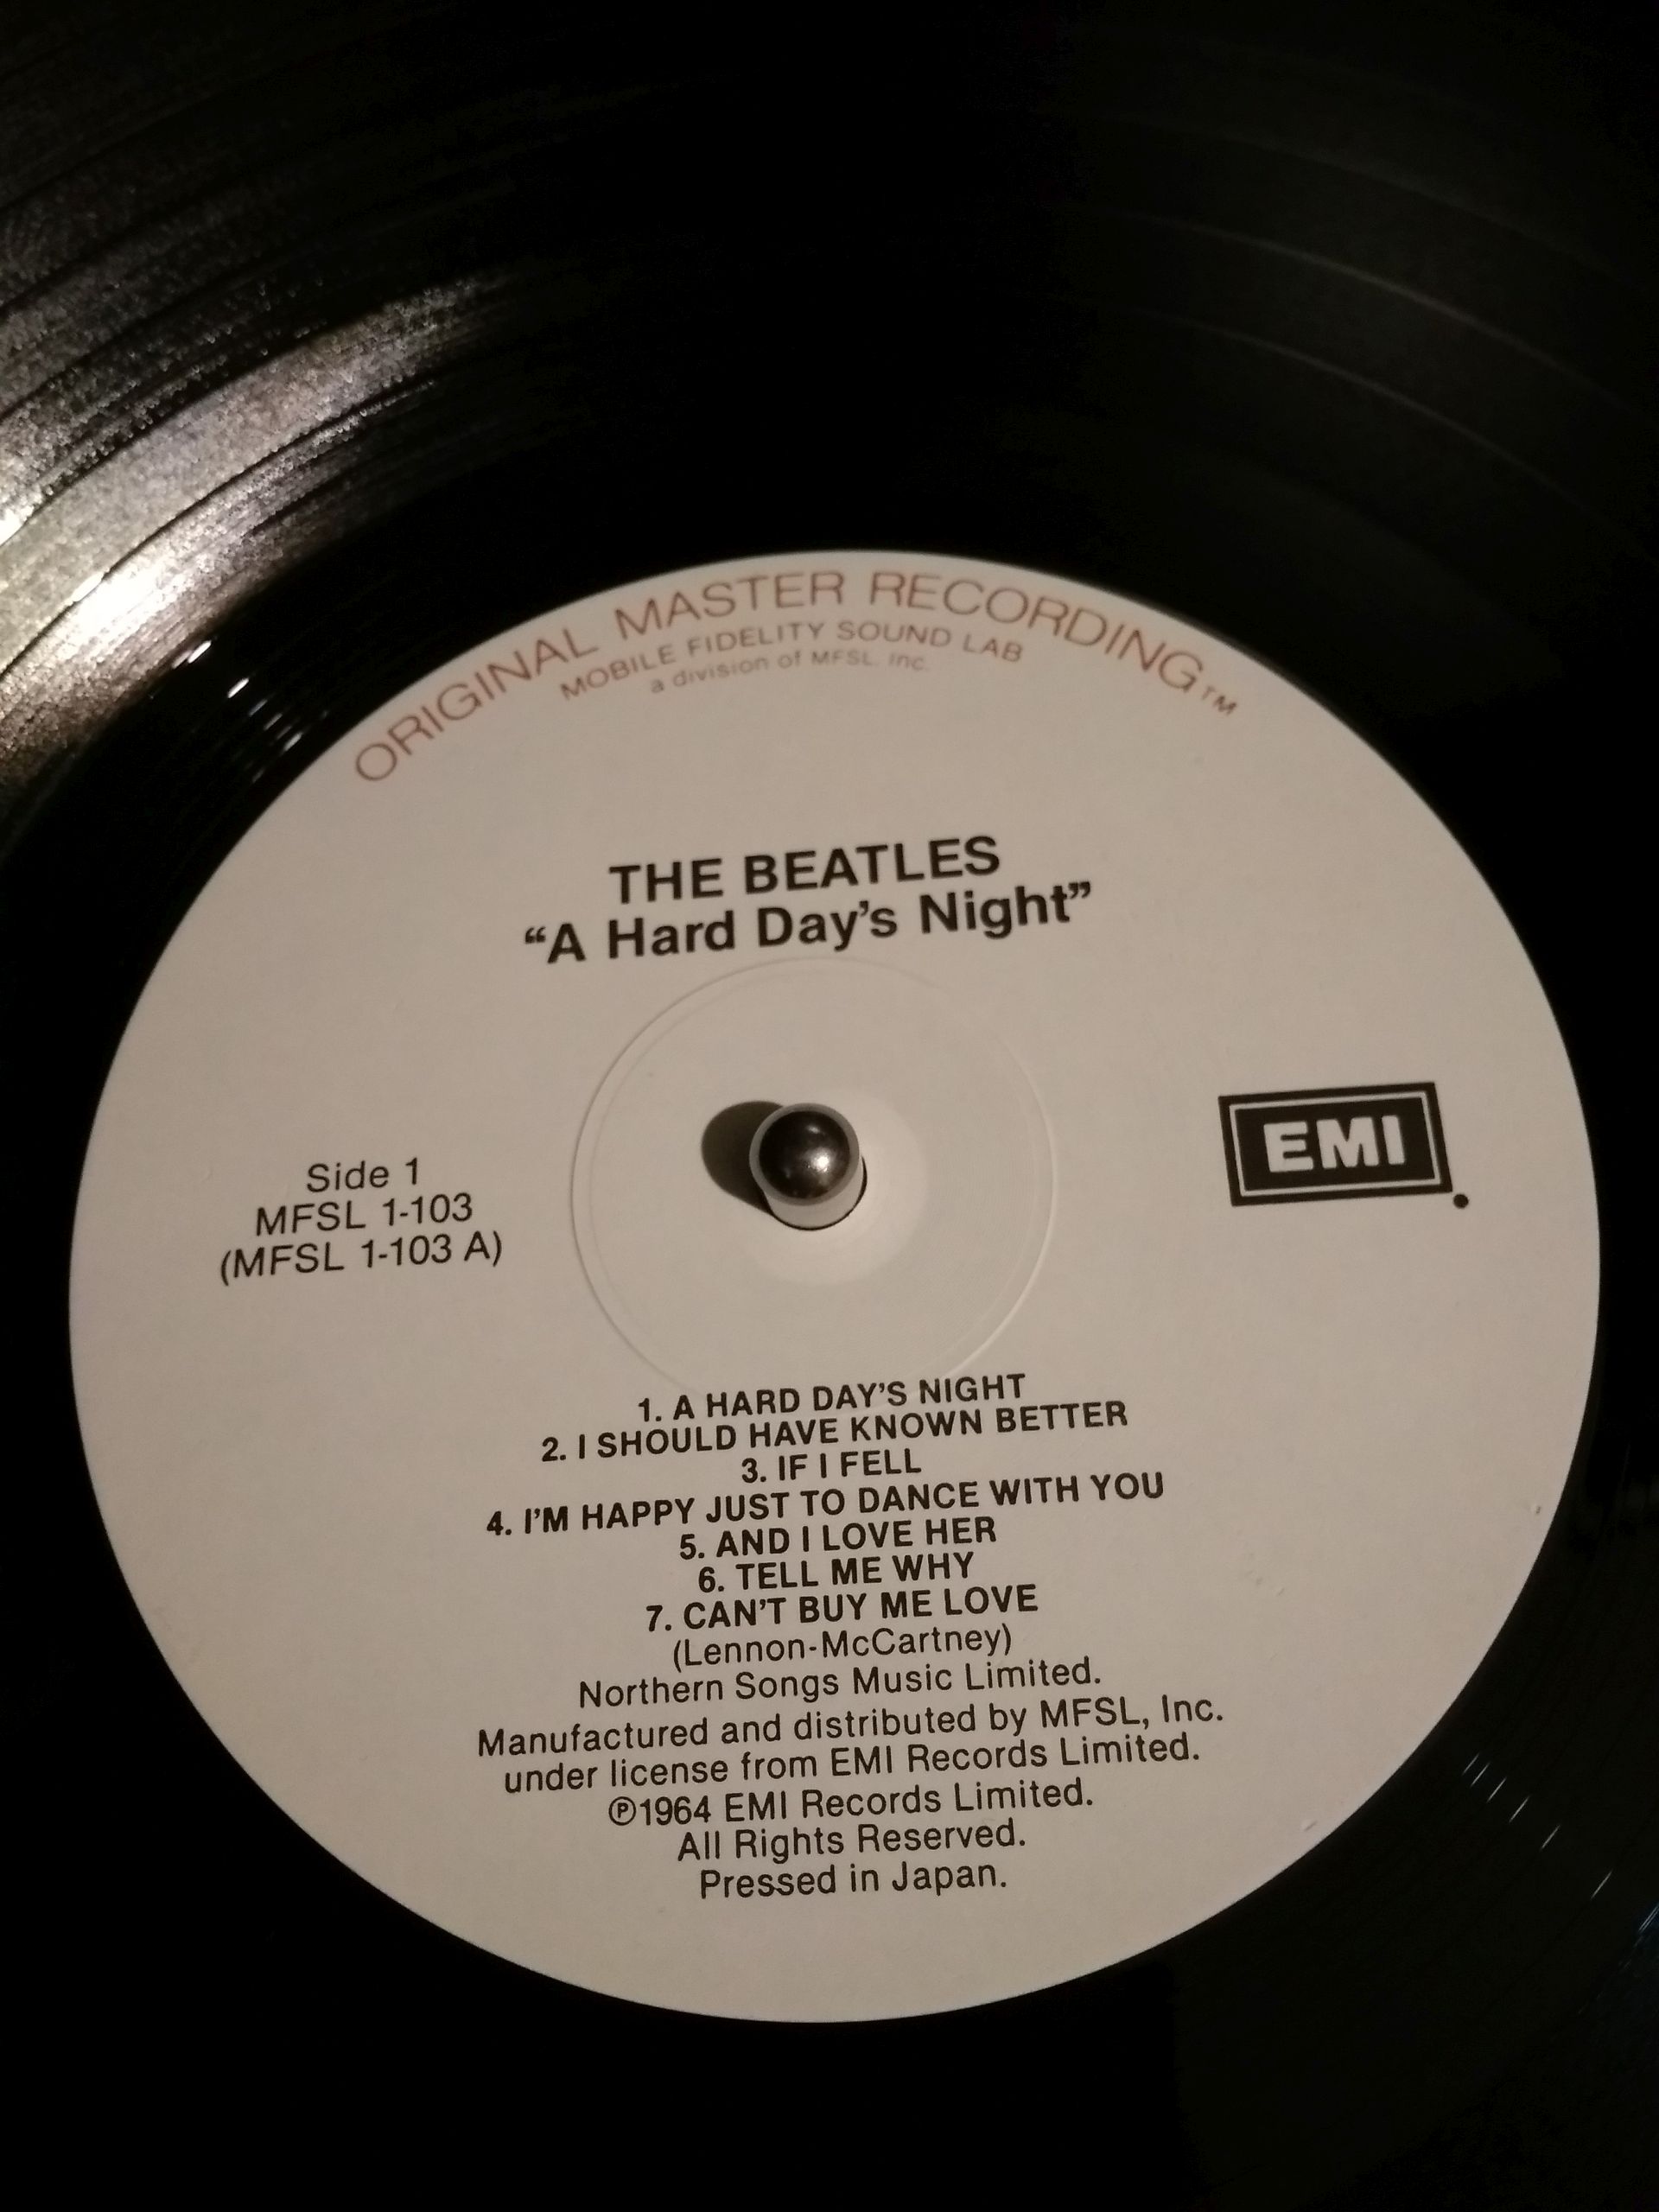 ORIGINAL MASTER RECORDING™
MOBILE FIDELITY SOUND LAB
a division of MFSL, Inc.
THE BEATLES
“A Hard Day’s Night”
EMI
Side 1
MFSL 1-103
(MFSL 1-103 A)
1. A HARD DAY’S NIGHT
2. I SHOULD HAVE KNOWN BETTER
3. IF I FELL
4. I’M HAPPY JUST TO DANCE WITH YOU
5. AND I LOVE HER
6. TELL ME WHY
7. CAN’T BUY ME LOVE
(Lennon-McCartney)
Northern Songs Music Limited.
Manufactured and distributed by MFSL, Inc.
under license from EMI Records Limited.
℗1964 EMI Records Limited.
All Rights Reserved.
Pressed in Japan.